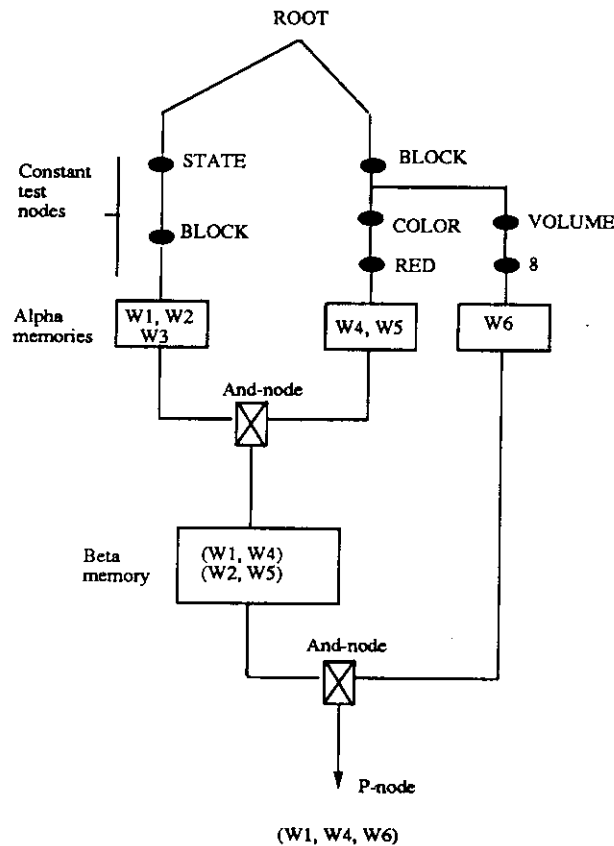 ROOT
STATE
BLOCK
Constant
test
nodes
COLOR
VOLUME
BLOCK
RED
8
Alpha
memories
W1, W2
W3
W4, W5
W6
And-node
Beta
memory
(W1, W4)
(W2, W5)
And-node
P-node
(W1, W4, W6)